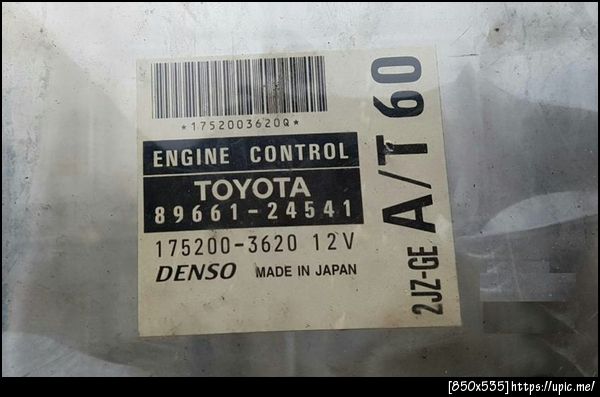 *1752003620Q*
ENGINE CONTROL
TOYOTA
89661-24541
175200-3620 12V
DENSO MADE IN JAPAN
2JZ-GE A/T 60
[850x535]https://upic.me/